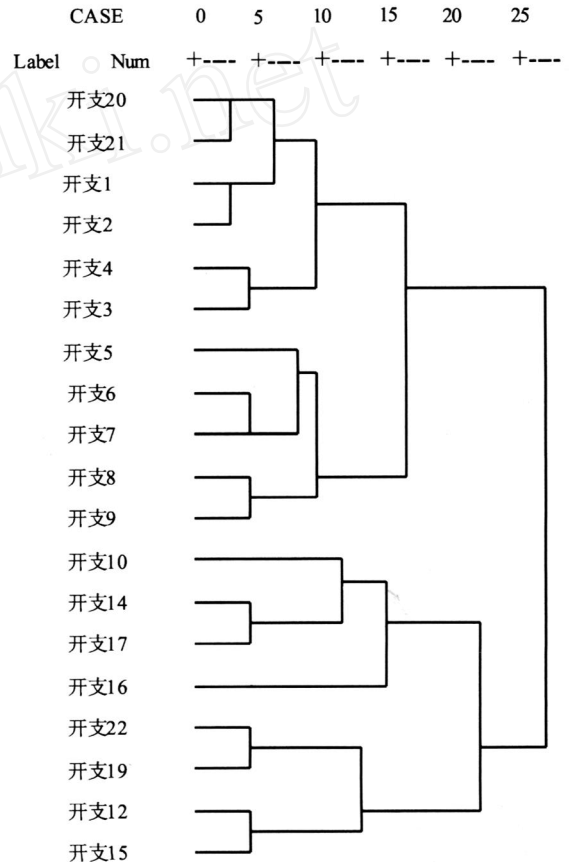 CASE 0 5 10 15 20 25
Label Num +---- +---- +---- +---- +---- +----
开支20
开支21
开支1
开支2
开支4
开支3
开支5
开支6
开支7
开支8
开支9
开支10
开支14
开支17
开支16
开支22
开支19
开支12
开支15